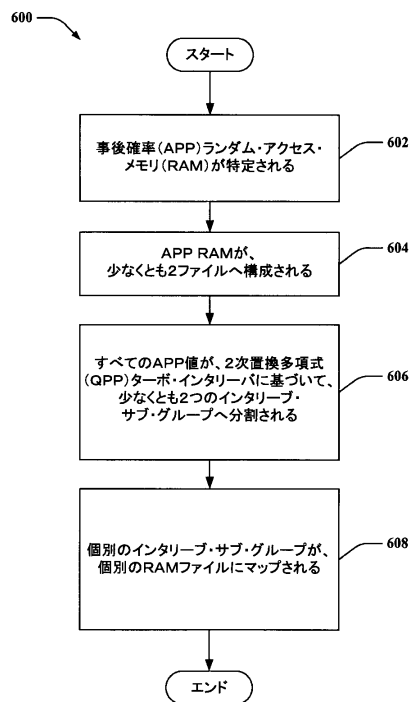 600
スタート
事後確率(APP)ランダム・アクセス・
メモリ(RAM)が特定される
602
APP RAMが、
少なくとも2ファイルへ構成される
604
すべてのAPP値が、2次置換多項式
(QPP)ターボ・インタリーバに基づいて、
少なくとも2つのインタリーブ・
サブ・グループへ分割される
606
個別のインタリーブ・サブ・グループが、
個別のRAMファイルにマップされる
608
エンド